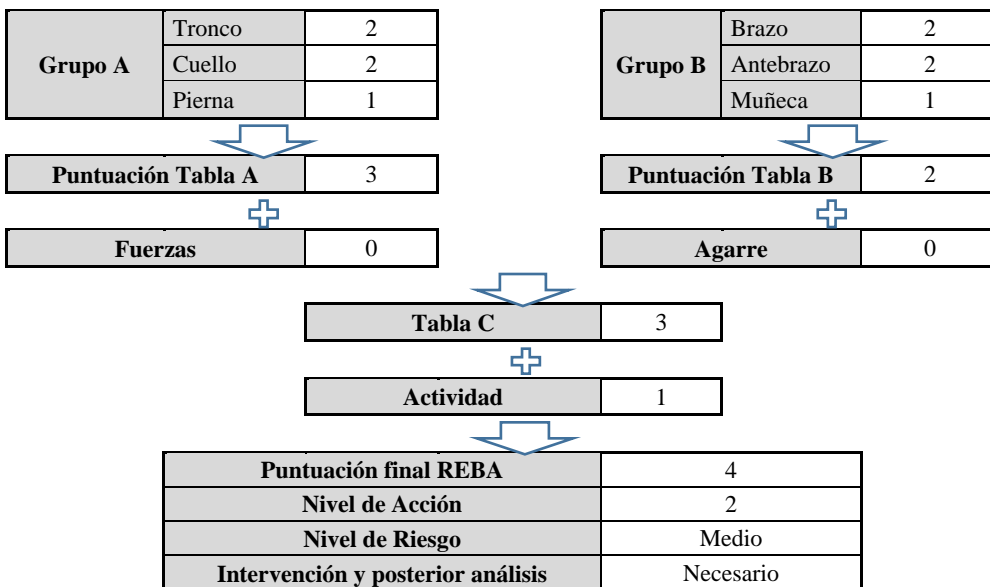 Grupo A
Tronco 2
Cuello 2
Pierna 1
Grupo B
Brazo 2
Antebrazo 2
Muñeca 1
Puntuación Tabla A 3
Puntuación Tabla B 2
Fuerzas 0
Agarre 0
Tabla C 3
Actividad 1
Puntuación final REBA 4
Nivel de Acción 2
Nivel de Riesgo Medio
Intervención y posterior análisis Necesario